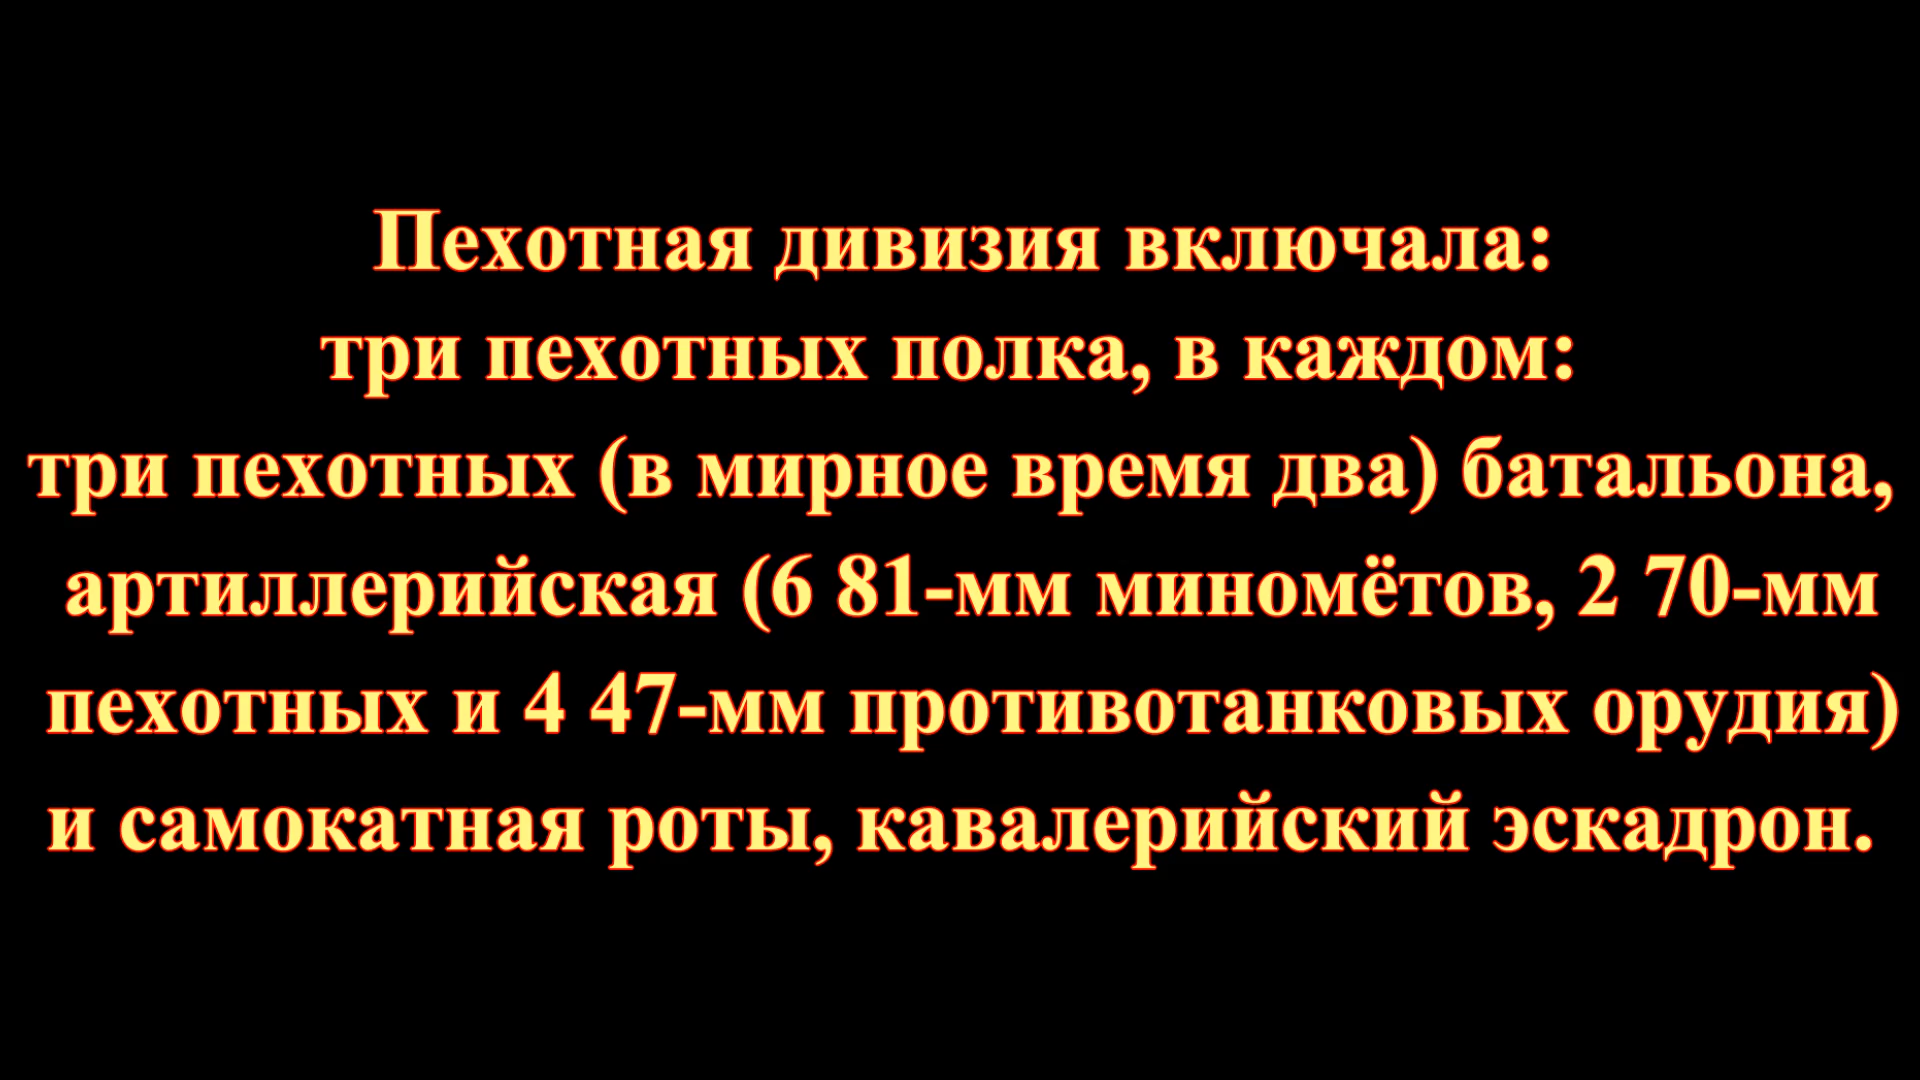 Пехотная дивизия включала:
три пехотных полка, в каждом:
три пехотных (в мирное время два) батальона,
артиллерийская (6 81-мм миномётов, 2 70-мм
пехотных и 4 47-мм противотанковых орудия)
и самокатная роты, кавалерийский эскадрон.